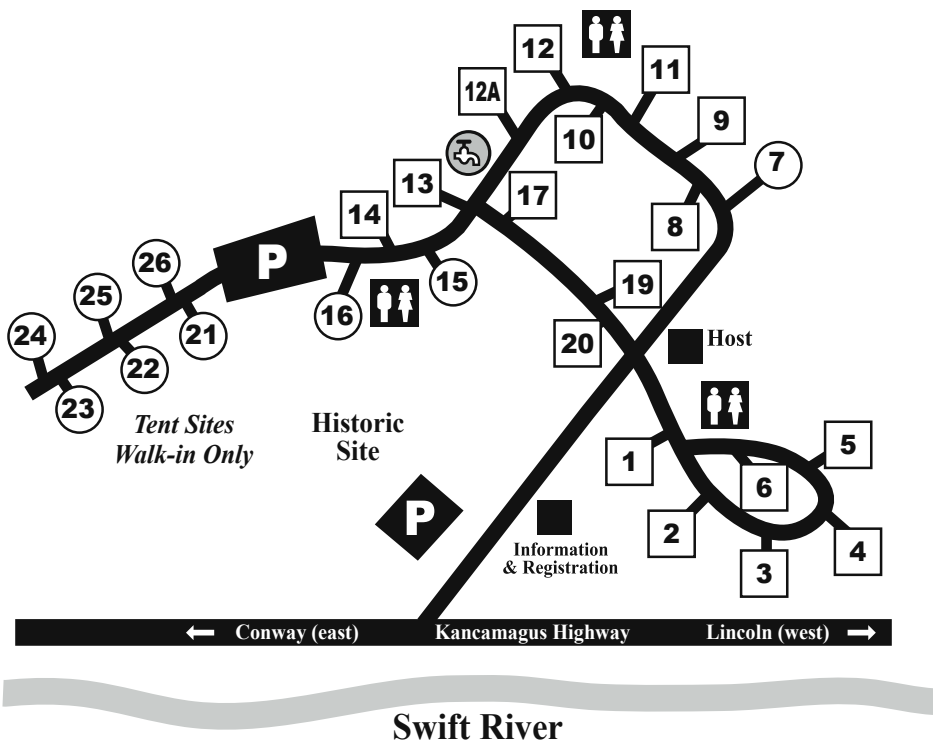 12
11
12A
9
10
7
13
17
14
8
26
P
15
19
25
16
24
21
20
Host
22
23
Tent Sites
Walk-in Only
Historic
Site
5
1
6
P
2
4
Information
& Registration
3
Conway (east) Kancamagus Highway Lincoln (west)
Swift River